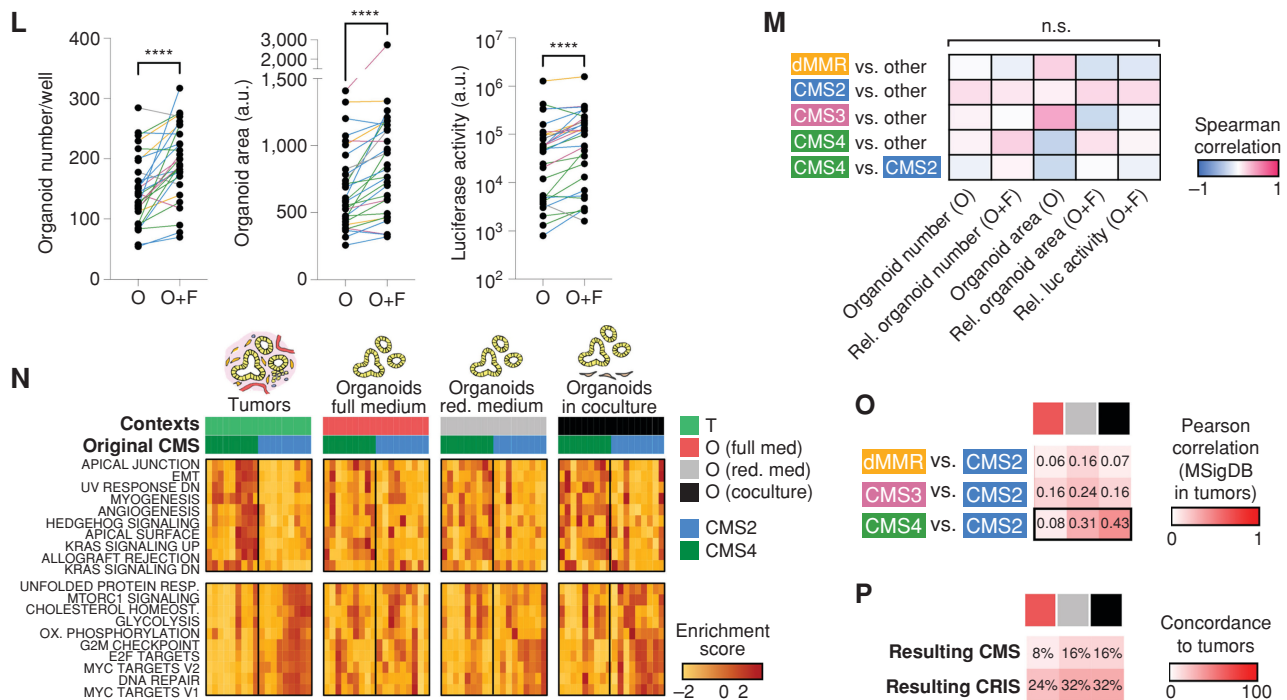 L
Organoid number/well
400
300
200
100
0
****
O O+F
Organoid area (a.u.)
3,000
2,000
1,000
500
0
****
O O+F
Luciferase activity (a.u.)
10^7
10^6
10^5
10^4
10^3
10^2
****
O O+F
M
n.s.
dMMR vs. other
CMS2 vs. other
CMS3 vs. other
CMS4 vs. other
CMS4 vs. CMS2
Organoid number (O)
Rel. organoid number (O+F)
Organoid area (O)
Rel. organoid area (O+F)
Rel. luc activity (O+F)
Spearman
correlation
−1 1
N
Tumors
Organoids
full medium
Organoids
red. medium
Organoids
in coculture
Contexts
Original CMS
APICAL JUNCTION
EMT
UV RESPONSE DN
MYOGENESIS
ANGIOGENESIS
HEDGEHOG SIGNALING
APICAL SURFACE
KRAS SIGNALING UP
ALLOGRAFT REJECTION
KRAS SIGNALING DN
UNFOLDED PROTEIN RESP.
MTORC1 SIGNALING
CHOLESTEROL HOMEOST.
GLYCOLYSIS
OX. PHOSPHORYLATION
G2M CHECKPOINT
E2F TARGETS
MYC TARGETS V2
DNA REPAIR
MYC TARGETS V1
T
O (full med)
O (red. med)
O (coculture)
CMS2
CMS4
Enrichment
score
−2 0 2
O
dMMR vs. CMS2 0.06 0.16 0.07
CMS3 vs. CMS2 0.16 0.24 0.16
CMS4 vs. CMS2 0.08 0.31 0.43
Pearson
correlation
(MSigDB
in tumors)
0 1
P
Resulting CMS 8% 16% 16%
Resulting CRIS 24% 32% 32%
Concordance
to tumors
0 100